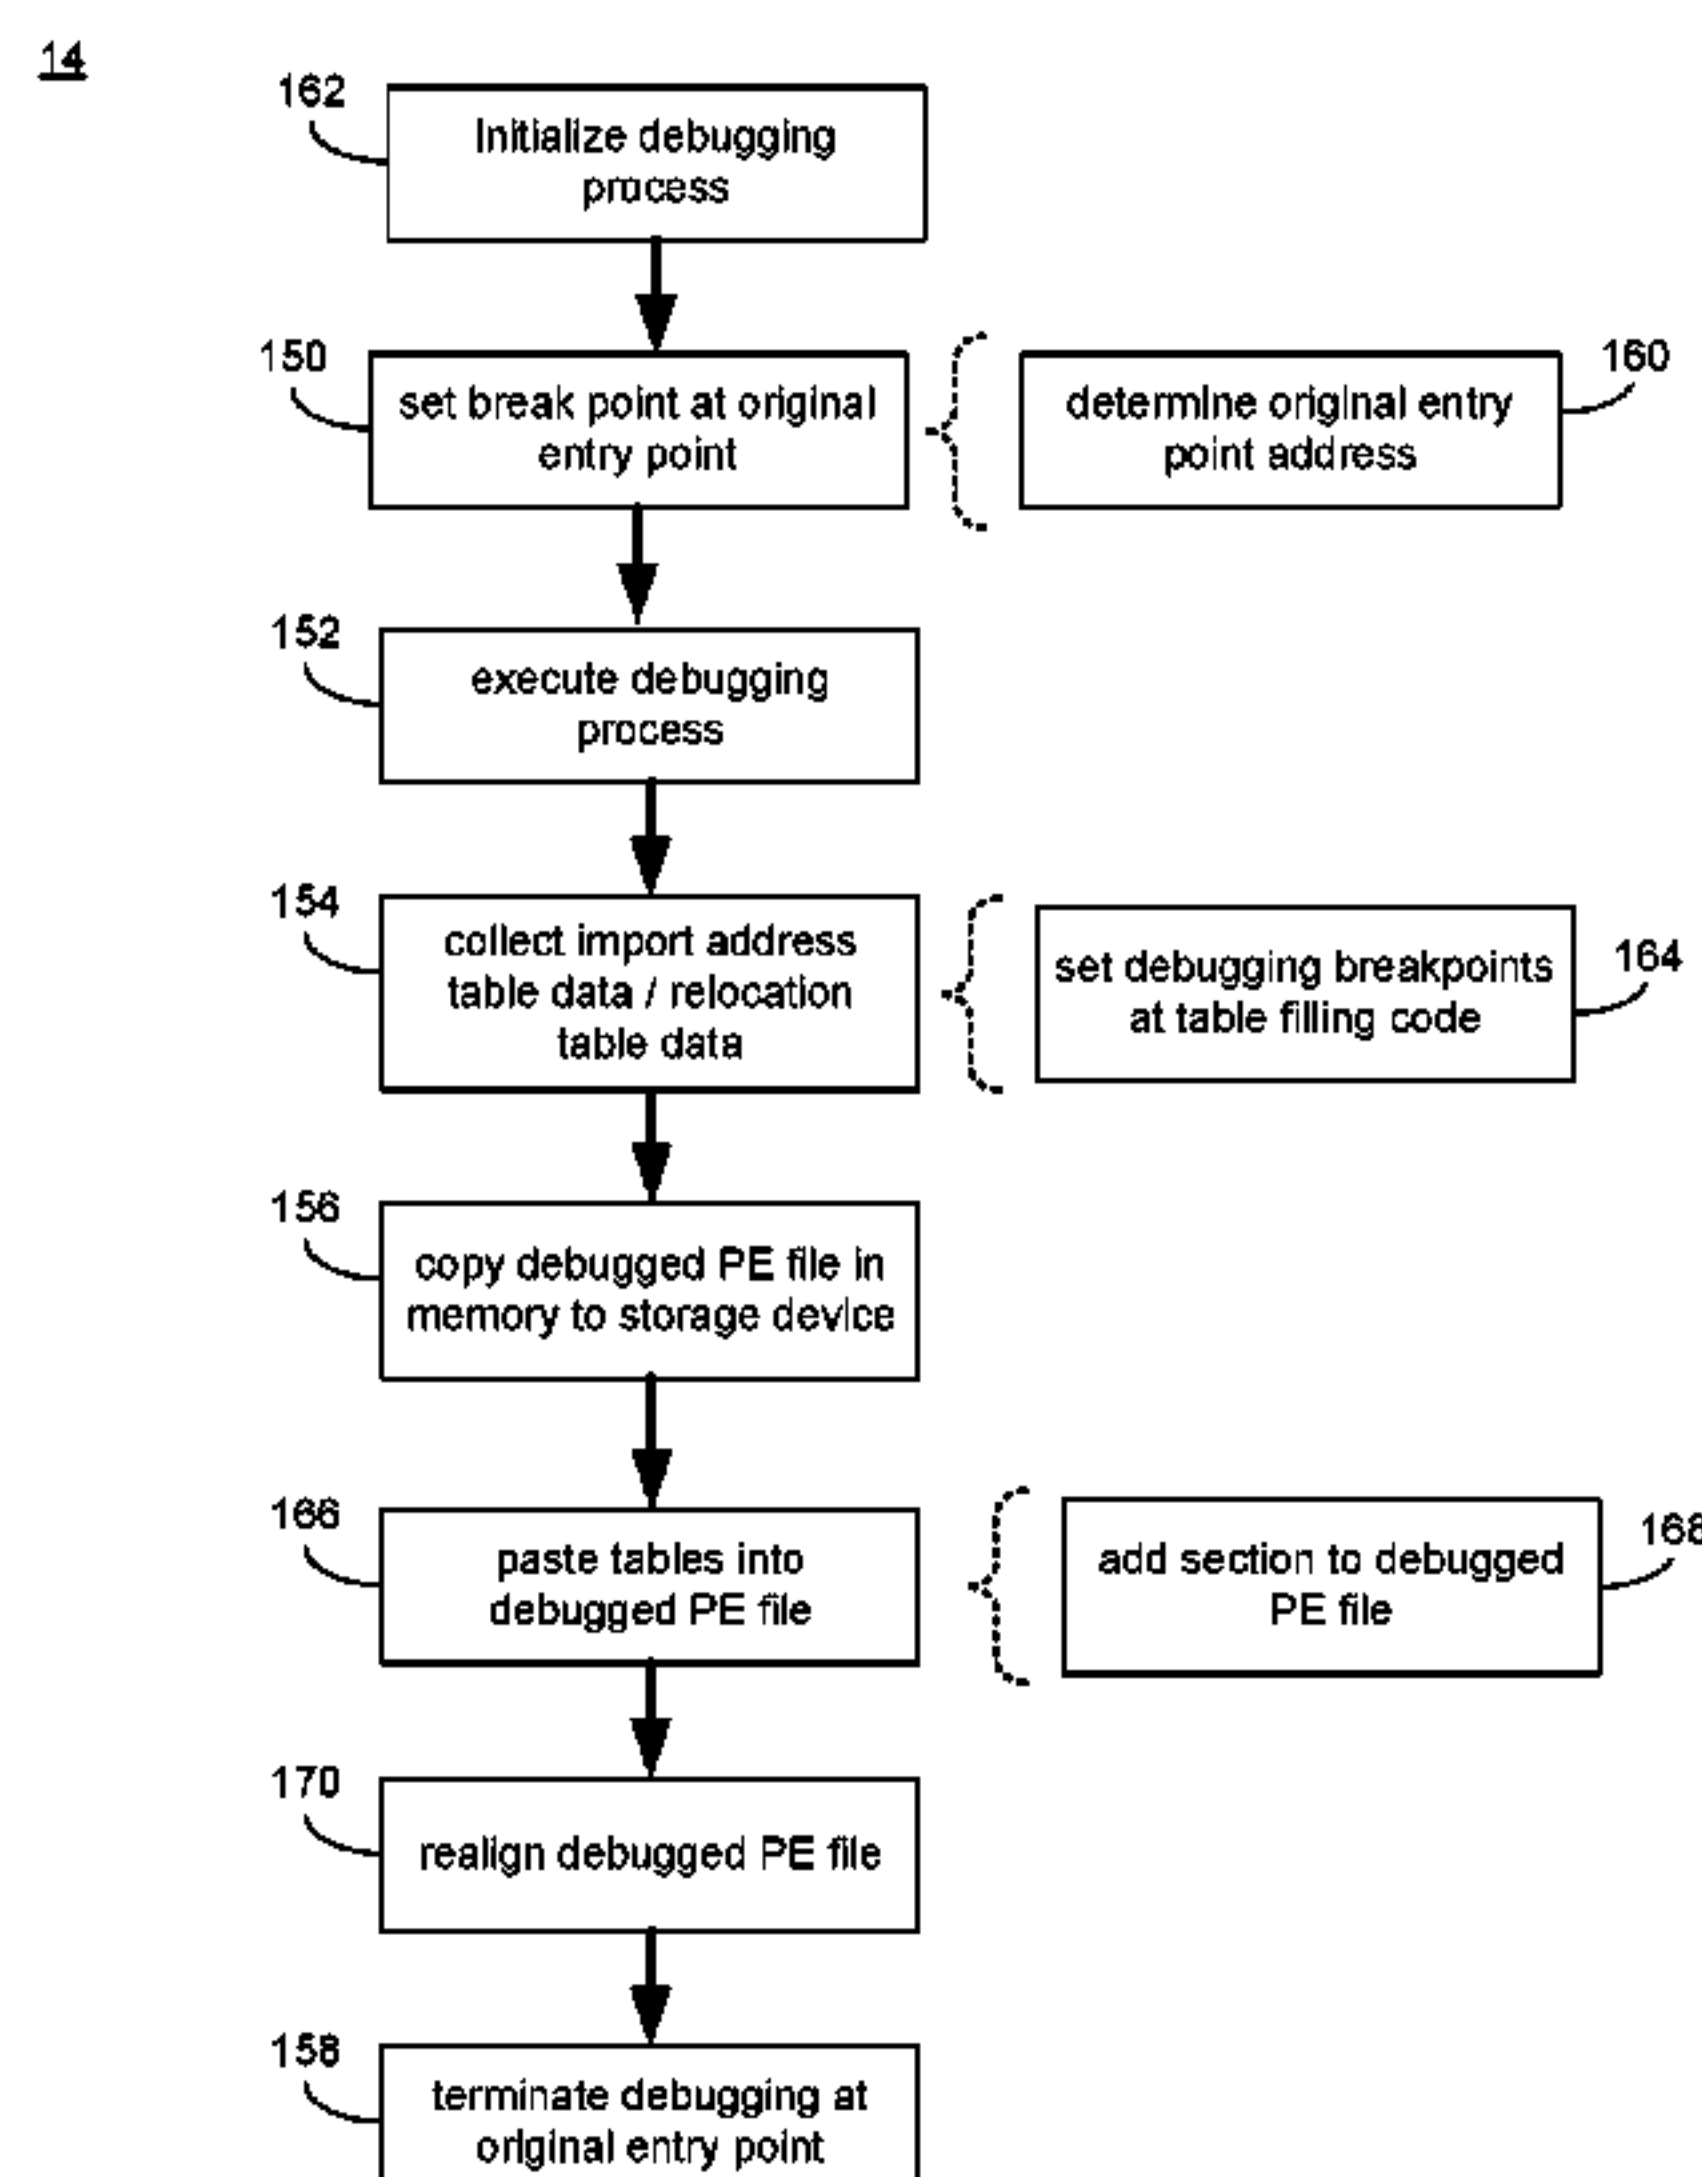 14
162
Initialize debugging
process
150
set break point at original
entry point
160
determine original entry
point address
152
execute debugging
process
154
collect import address
table data / relocation
table data
164
set debugging breakpoints
at table filling code
156
copy debugged PE file in
memory to storage device
166
paste tables into
debugged PE file
168
add section to debugged
PE file
170
realign debugged PE file
158
terminate debugging at
original entry point